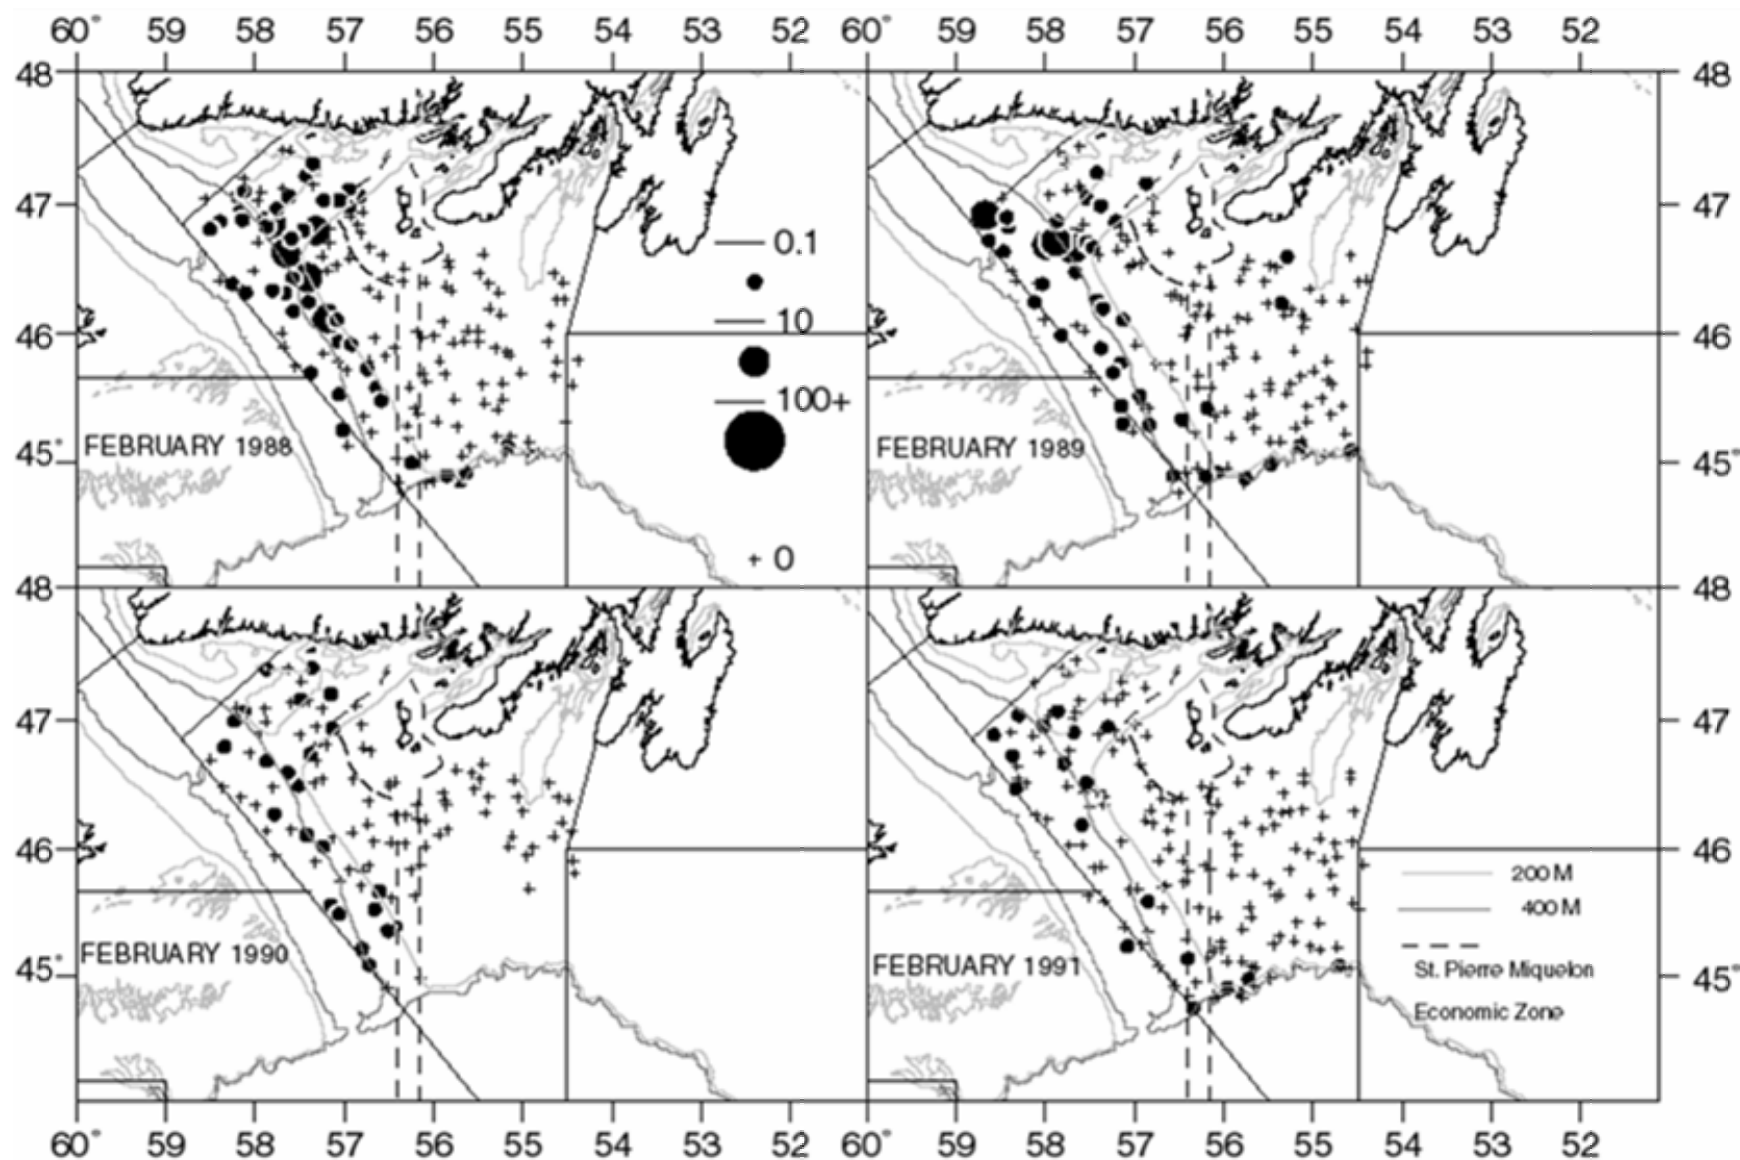 60° 59 58 57 56 55 54 53 52 60° 59 58 57 56 55 54 53 52
48 48
47 47
0.1
10
46 46
100+
FEBRUARY 1988 FEBRUARY 1989
45° 45°
+ 0
48 48
47 47
46 46
200 M
400 M
FEBRUARY 1990 FEBRUARY 1991
St. Pierre Miquelon
45° 45°
Economic Zone
60° 59 58 57 56 55 54 53 52 60° 59 58 57 56 55 54 53 52